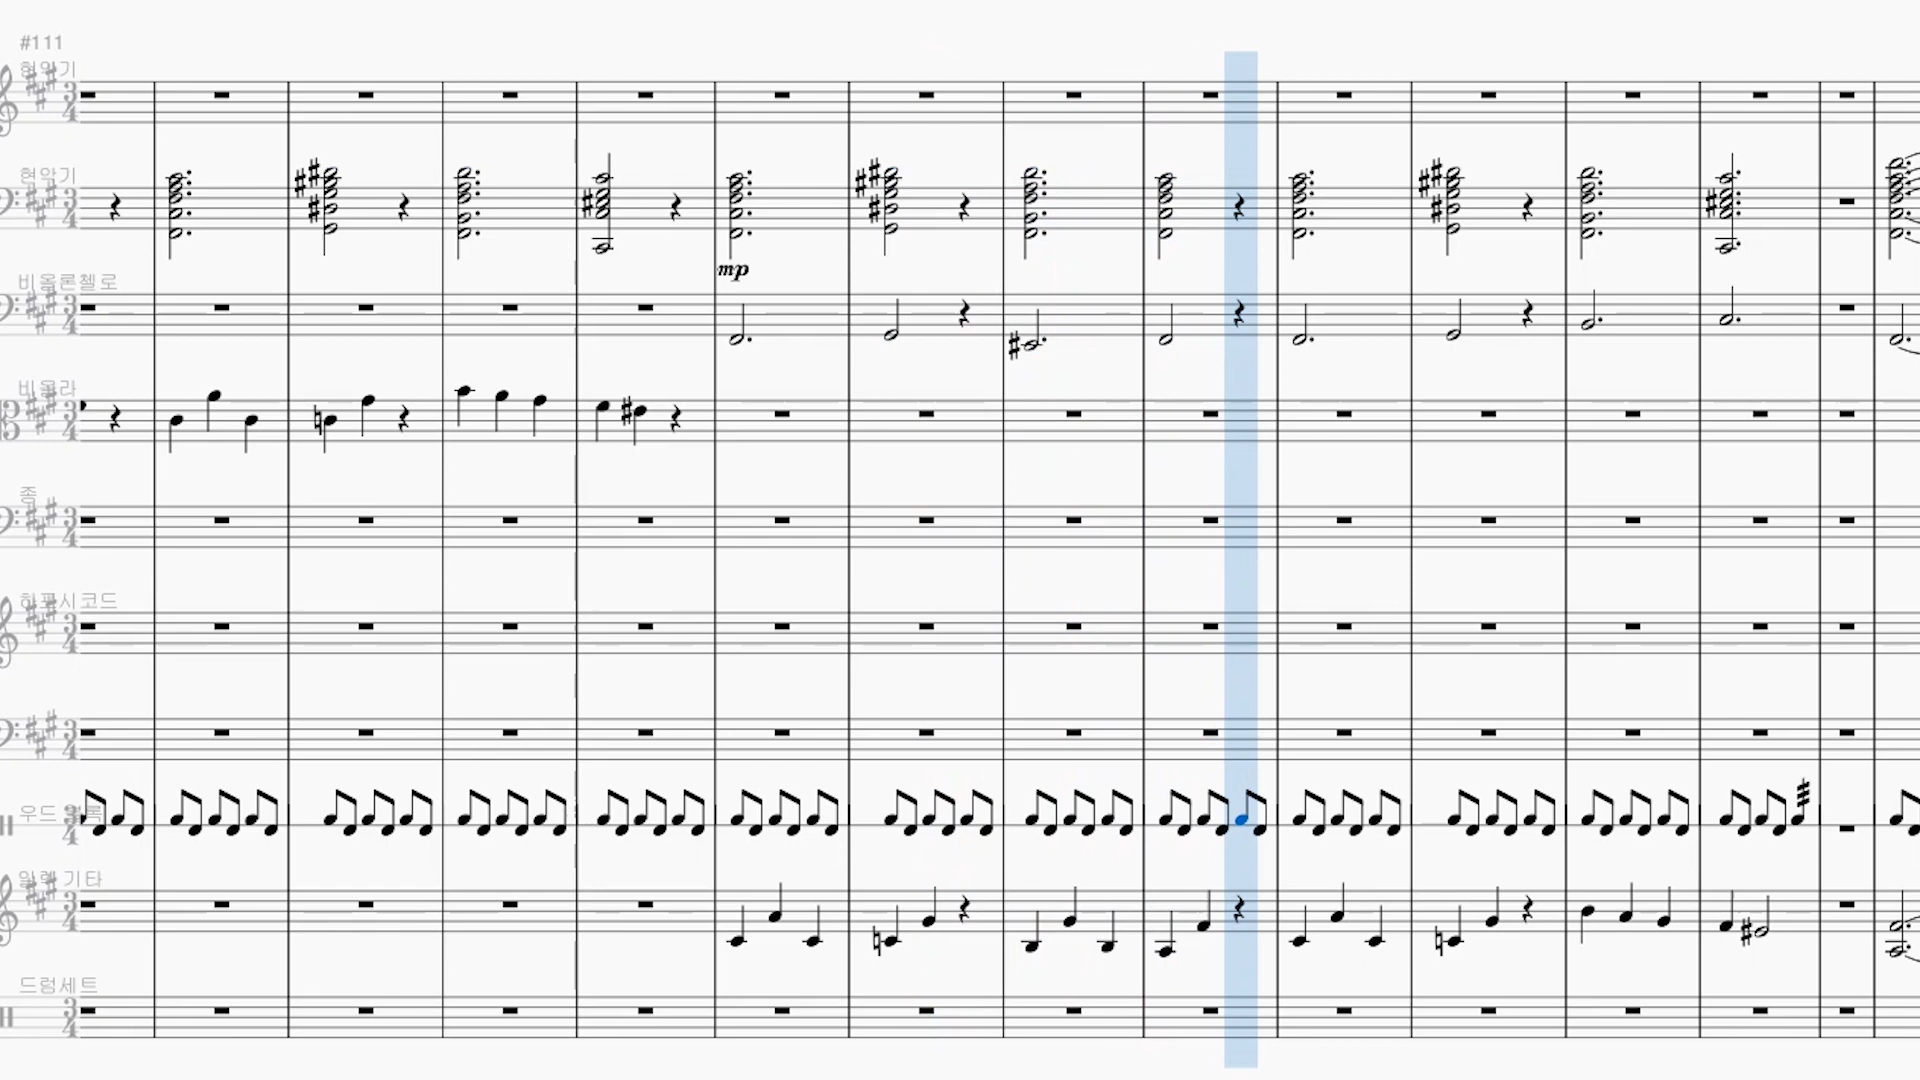 #111
현악기
현악기
mp
비올론첼로
비올라
종
하프시코드
우드 블록
일렉 기타
드럼세트